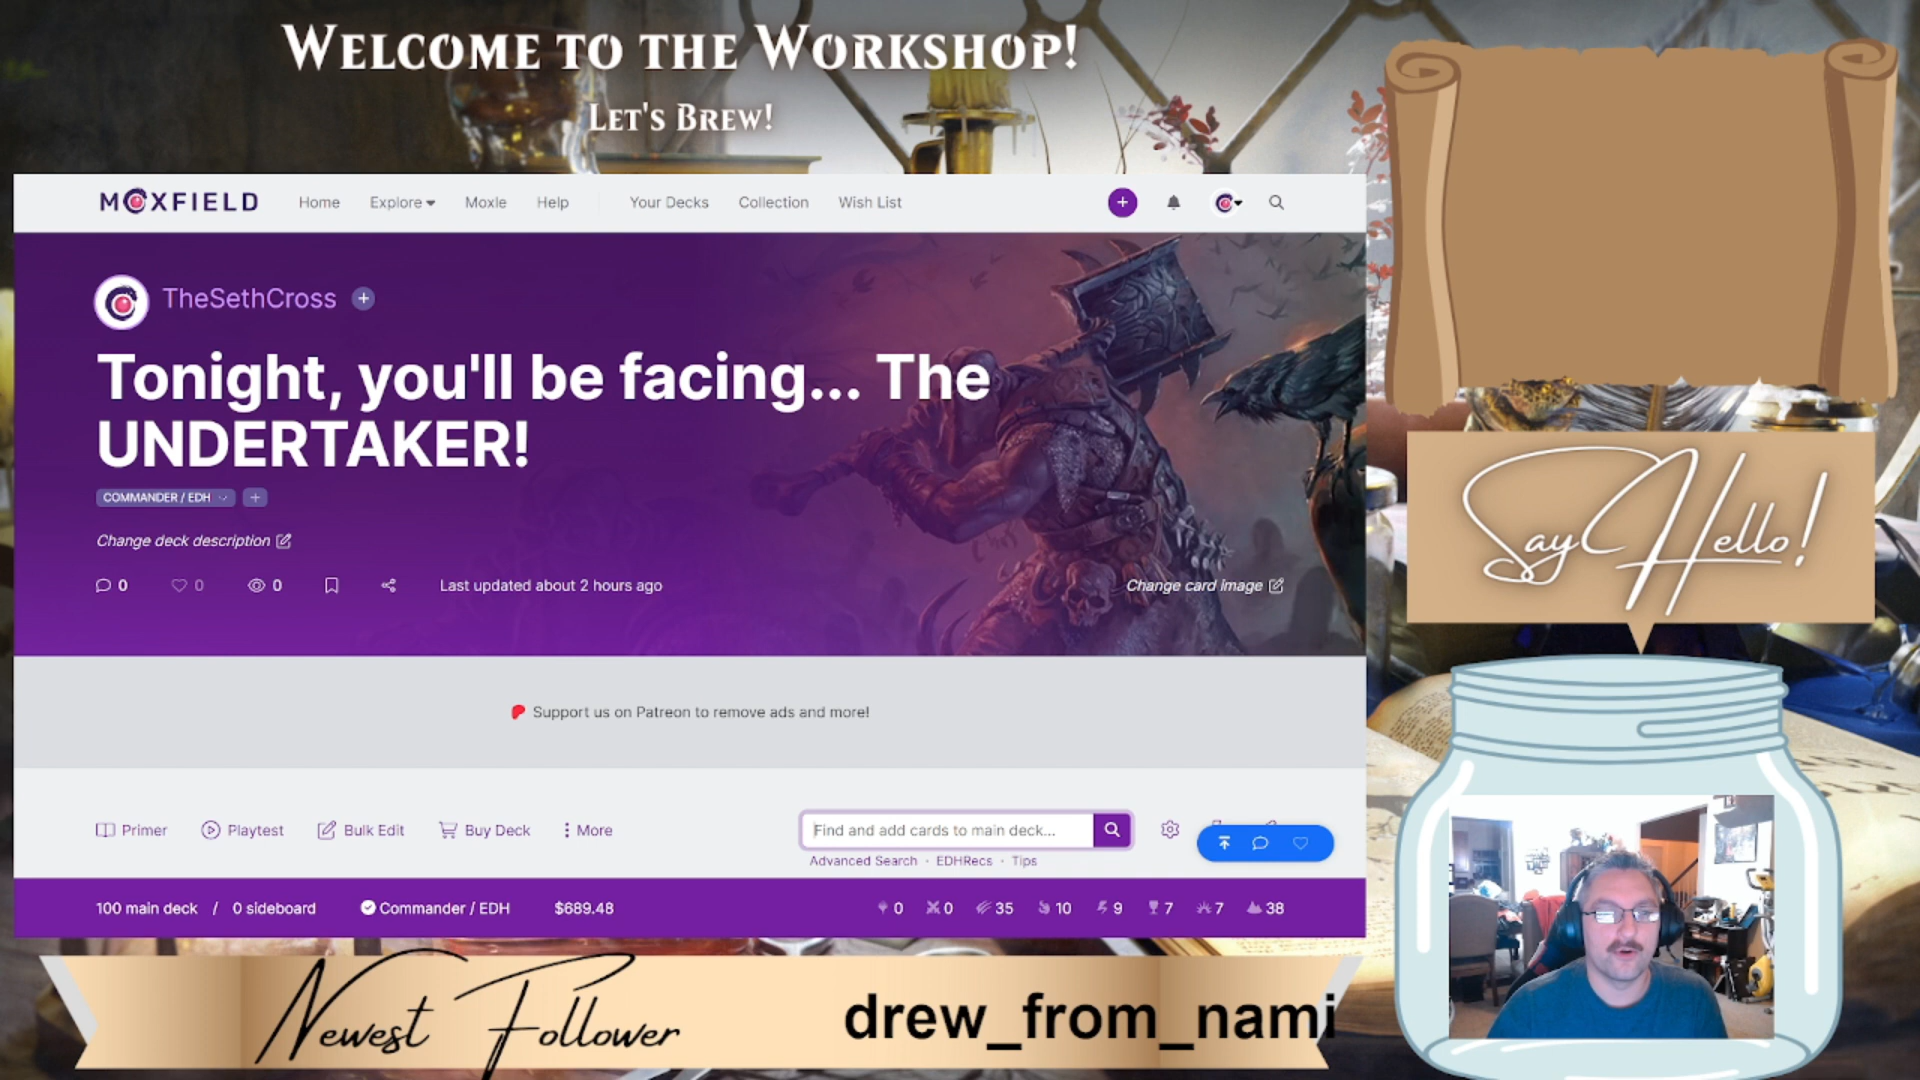 WELCOME TO THE WORKSHOP!
LET'S BREW!
MOXFIELD Home Explore Moxle Help Your Decks Collection Wish List
TheSethCross
Tonight, you'll be facing... The
UNDERTAKER!
COMMANDER / EDH
Change deck description
0 0 0 Last updated about 2 hours ago Change card image
Support us on Patreon to remove ads and more!
Primer Playtest Bulk Edit Buy Deck More Find and add cards to main deck...
Advanced Search · EDHRecs · Tips
100 main deck / 0 sideboard Commander / EDH $689.48 0 0 35 10 9 7 7 38
Say Hello!
Newest Follower drew_from_nami